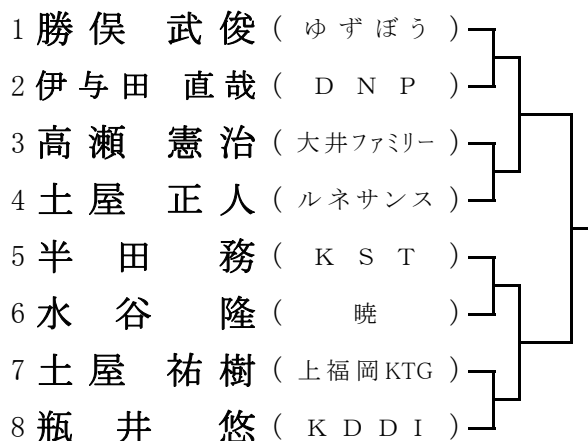 1 勝俣 武俊 ( ゆずぼう )
2 伊与田 直哉 ( DNP )
3 高瀬 憲治 ( 大井ファミリー )
4 土屋 正人 ( ルネサンス )
5 半田 務 ( KST )
6 水谷 隆 ( 暁 )
7 土屋 祐樹 ( 上福岡KTG )
8 瓶井 悠 ( KDDI )